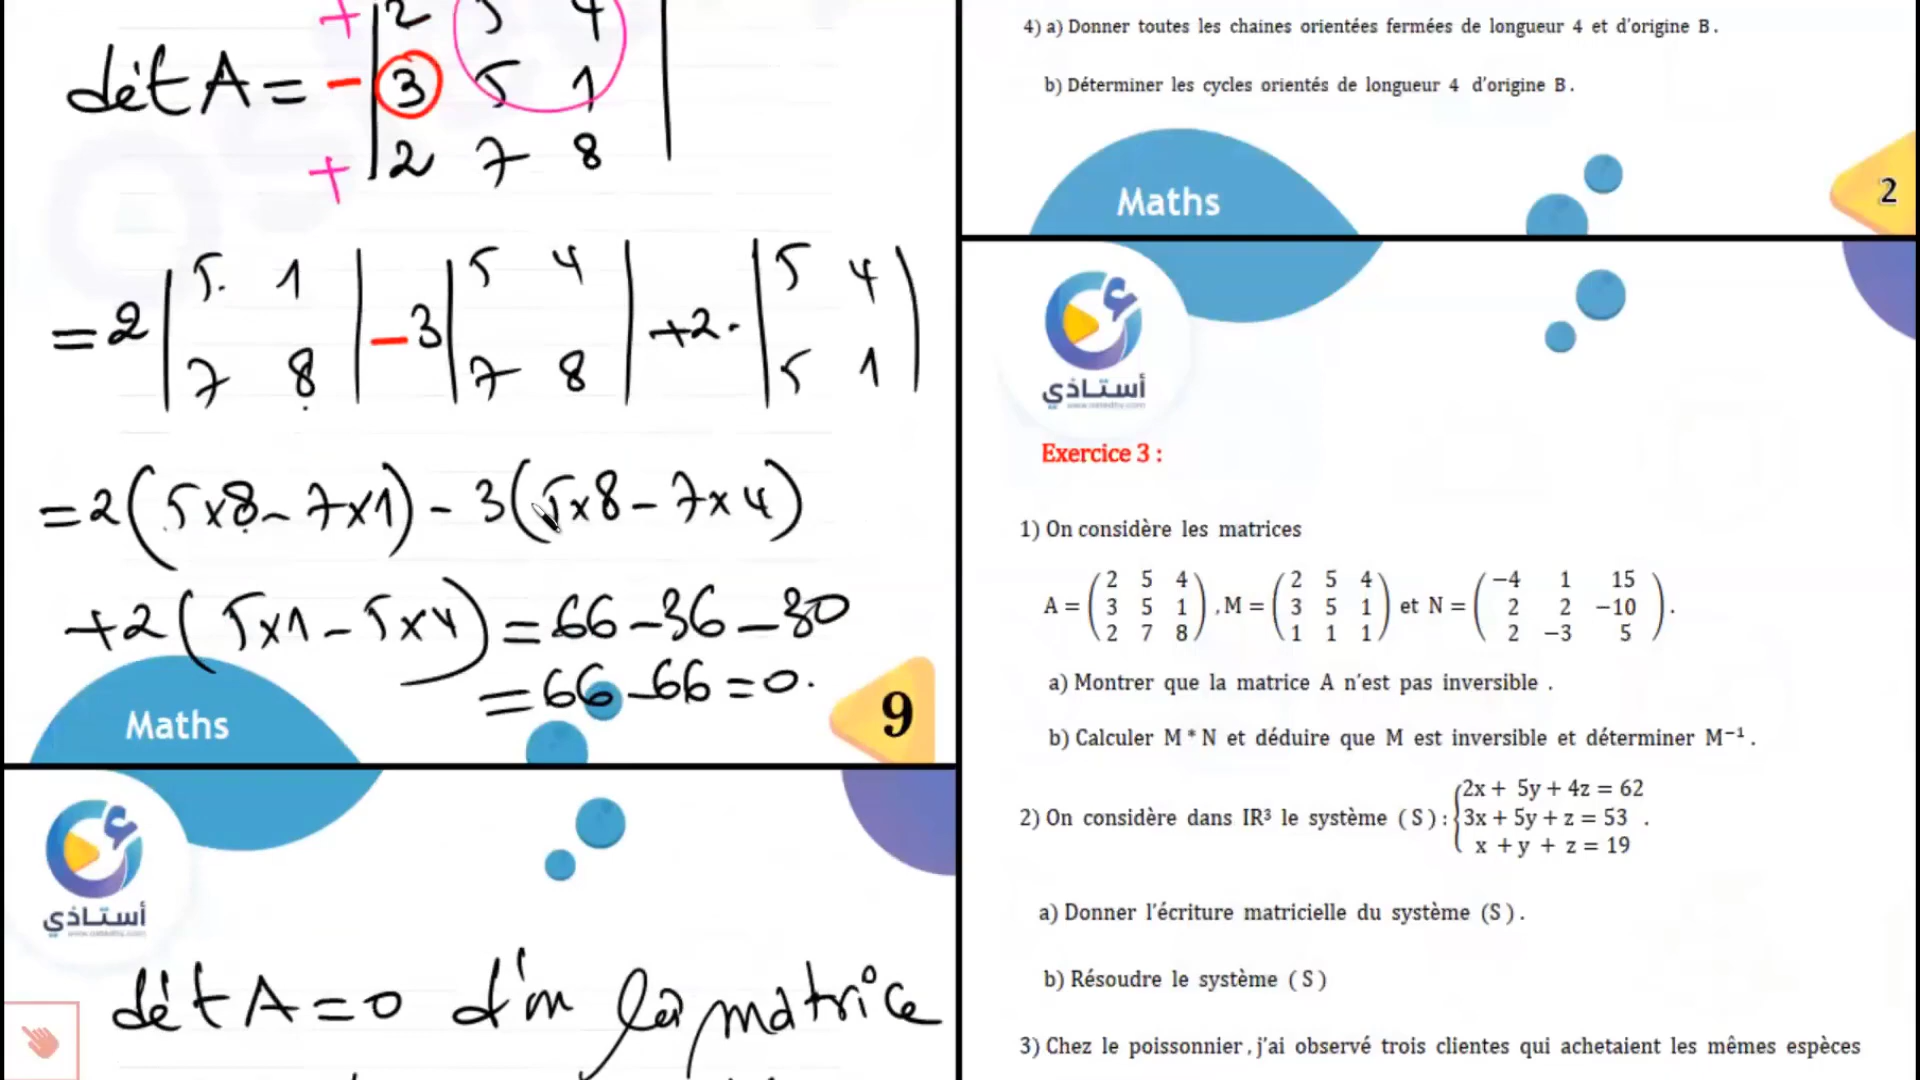 + 2 5 4
dét A = - 3 5 1
+ 2 7 8
= 2 | 5 1 | - 3 | 5 4 | + 2 · | 5 4 |
7 8 | 7 8 | 5 1
= 2 ( 5 × 8 - 7 × 1 ) - 3 ( 5 × 8 - 7 × 4 )
+ 2 ( 5 × 1 - 5 × 4 ) = 66 - 36 - 30
= 66 - 66 = 0.
Maths
9
أستاذي
dét A = 0 d'où la matrice
4) a) Donner toutes les chaines orientées fermées de longueur 4 et d'origine B.
b) Déterminer les cycles orientés de longueur 4 d'origine B.
Maths
2
أستاذي
Exercice 3 :
1) On considère les matrices
A = ( 2 5 4 / 3 5 1 / 2 7 8 ) , M = ( 2 5 4 / 3 5 1 / 1 1 1 ) et N = ( −4 1 15 / 2 2 −10 / 2 −3 5 ) .
a) Montrer que la matrice A n'est pas inversible .
b) Calculer M * N et déduire que M est inversible et déterminer M⁻¹ .
2) On considère dans IR³ le système ( S ) : { 2x + 5y + 4z = 62
3x + 5y + z = 53 .
x + y + z = 19
a) Donner l'écriture matricielle du système (S ) .
b) Résoudre le système ( S )
3) Chez le poissonnier , j'ai observé trois clientes qui achetaient les mêmes espèces